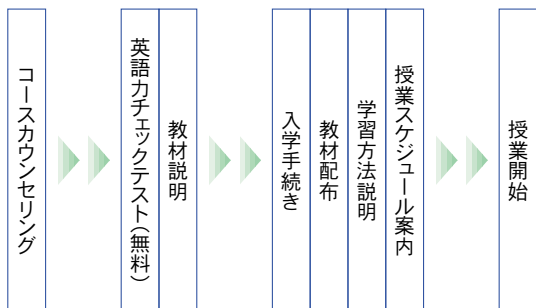 コースカウンセリング
英語力チェックテスト(無料)
教材説明
入学手続き
教材配布
学習方法説明
授業スケジュール案内
授業開始